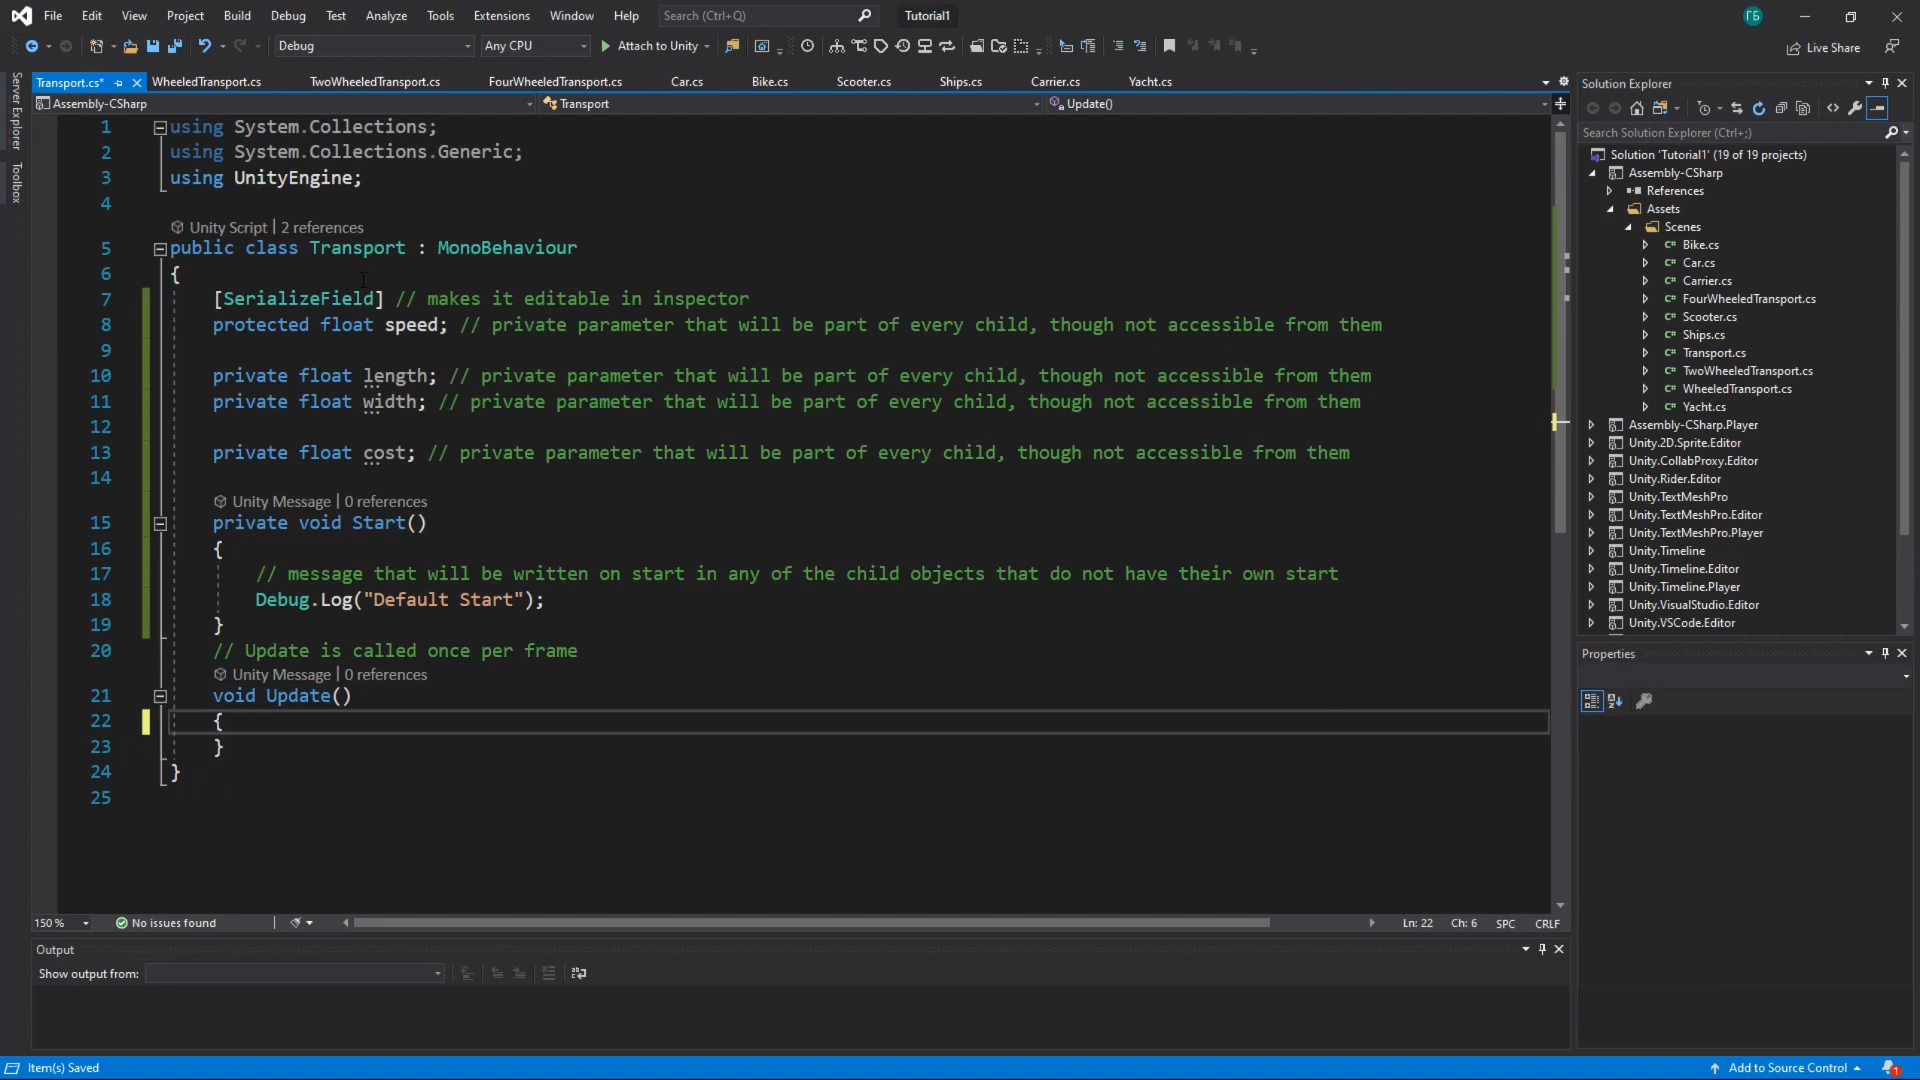 File Edit View Project Build Debug Test Analyze Tools Extensions Window Help Search (Ctrl+Q) Tutorial1 ГБ
Debug Any CPU Attach to Unity Live Share
Transport.cs* WheeledTransport.cs TwoWheeledTransport.cs FourWheeledTransport.cs Car.cs Bike.cs Scooter.cs Ships.cs Carrier.cs Yacht.cs
Assembly-CSharp Transport Update()
Server Explorer
Toolbox
1 using System.Collections;
2 using System.Collections.Generic;
3 using UnityEngine;
4
Unity Script | 2 references
5 public class Transport : MonoBehaviour
6 {
7 [SerializeField] // makes it editable in inspector
8 protected float speed; // private parameter that will be part of every child, though not accessible from them
9
10 private float length; // private parameter that will be part of every child, though not accessible from them
11 private float width; // private parameter that will be part of every child, though not accessible from them
12
13 private float cost; // private parameter that will be part of every child, though not accessible from them
14
Unity Message | 0 references
15 private void Start()
16 {
17 // message that will be written on start in any of the child objects that do not have their own start
18 Debug.Log("Default Start");
19 }
20 // Update is called once per frame
Unity Message | 0 references
21 void Update()
22 {
23 }
24 }
25
150 % No issues found Ln: 22 Ch: 6 SPC CRLF
Output
Show output from:
Solution Explorer
Search Solution Explorer (Ctrl+;)
Solution 'Tutorial1' (19 of 19 projects)
Assembly-CSharp
References
Assets
Scenes
C# Bike.cs
C# Car.cs
C# Carrier.cs
C# FourWheeledTransport.cs
C# Scooter.cs
C# Ships.cs
C# Transport.cs
C# TwoWheeledTransport.cs
C# WheeledTransport.cs
C# Yacht.cs
Assembly-CSharp.Player
Unity.2D.Sprite.Editor
Unity.CollabProxy.Editor
Unity.Rider.Editor
Unity.TextMeshPro
Unity.TextMeshPro.Editor
Unity.TextMeshPro.Player
Unity.Timeline
Unity.Timeline.Editor
Unity.Timeline.Player
Unity.VisualStudio.Editor
Unity.VSCode.Editor
Properties
Item(s) Saved Add to Source Control 1